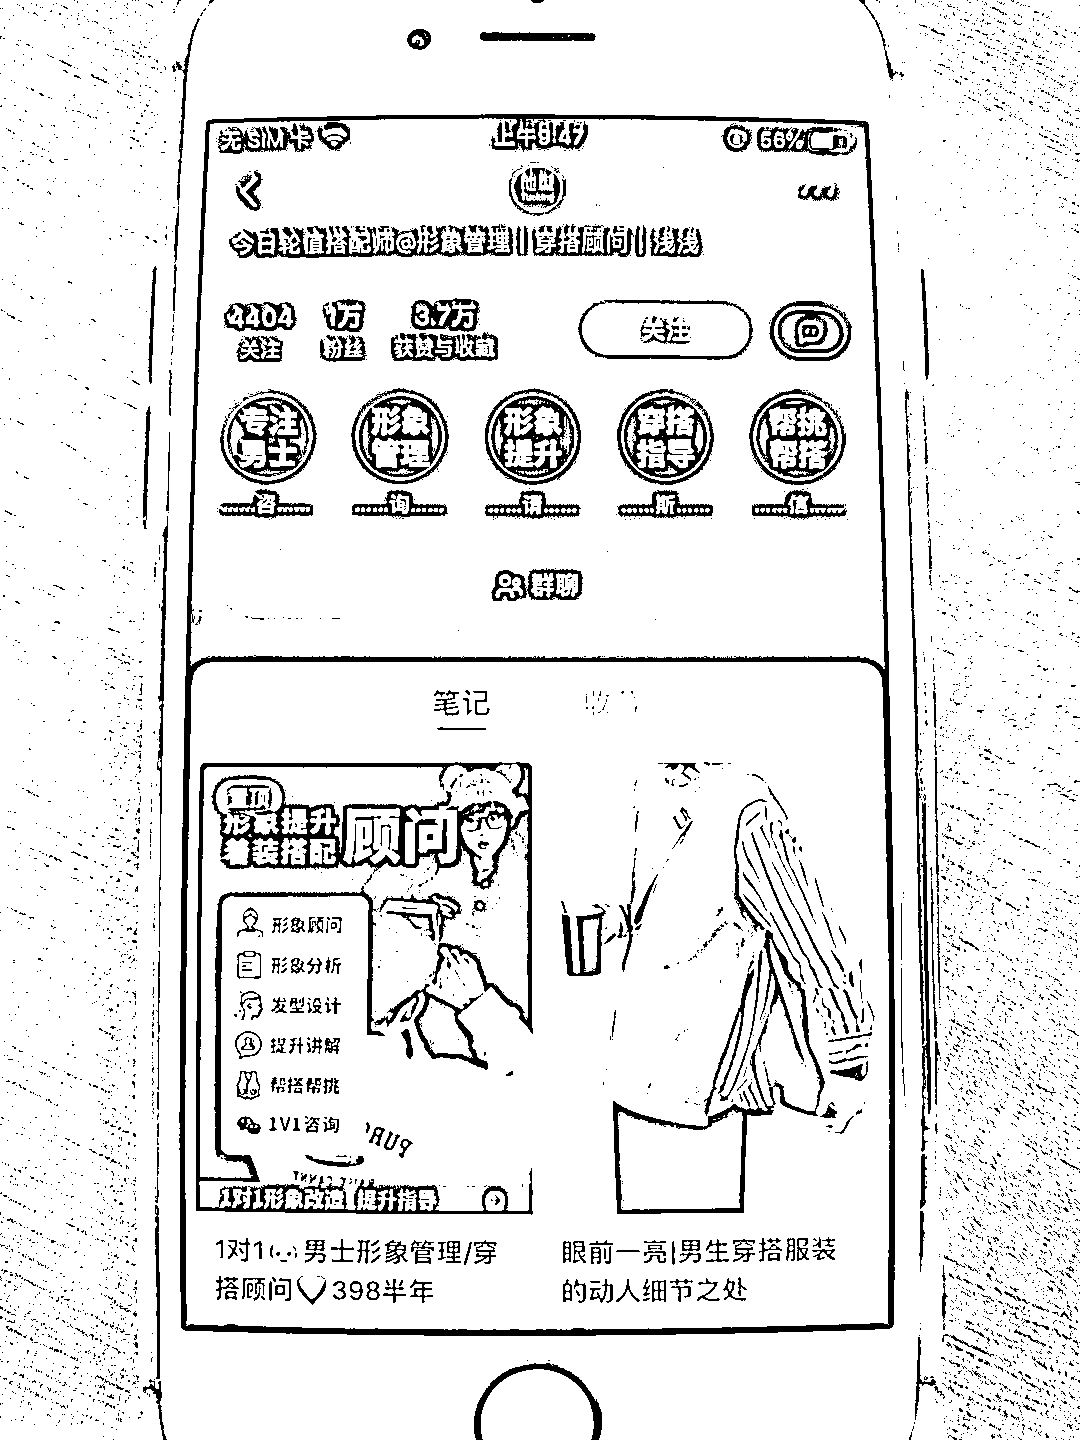 无SIM卡 上午9:47 66%
今日轮值搭配师@形象管理 | 穿搭顾问 | 浅浅
4404 1万 3.7万
关注 粉丝 获赞与收藏 关注
专注男士 形象管理 形象提升 穿搭指导 帮挑帮搭
咨 询 请 斯 信
群聊
笔记 收
置顶
形象提升
着装搭配 顾问
形象顾问
形象分析
发型设计
提升讲解
帮搭帮挑
1V1咨询
1对1形象改造 提升指导
1对1 男士形象管理/穿
搭顾问♡398半年
眼前一亮|男生穿搭服装
的动人细节之处